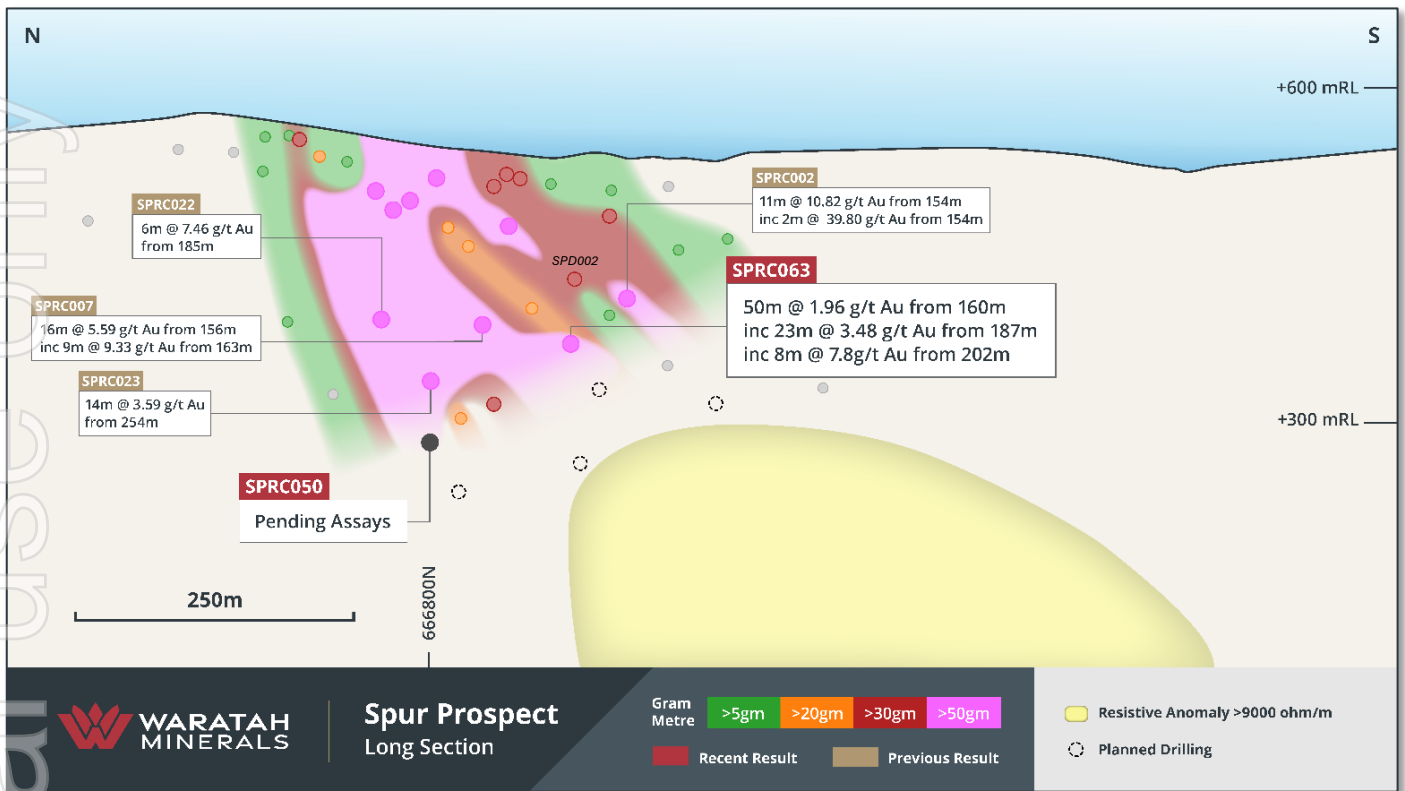 N
S
+600 mRL
SPRC002
11m @ 10.82 g/t Au from 154m
inc 2m @ 39.80 g/t Au from 154m
SPRC022
6m @ 7.46 g/t Au
from 185m
SPD002
SPRC063
50m @ 1.96 g/t Au from 160m
inc 23m @ 3.48 g/t Au from 187m
inc 8m @ 7.8g/t Au from 202m
SPRC007
16m @ 5.59 g/t Au from 156m
inc 9m @ 9.33 g/t Au from 163m
SPRC023
14m @ 3.59 g/t Au
from 254m
+300 mRL
SPRC050
Pending Assays
250m
666800N
WARATAH
MINERALS
Spur Prospect
Long Section
Gram
Metre
>5gm
>20gm
>30gm
>50gm
Recent Result
Previous Result
Resistive Anomaly >9000 ohm/m
Planned Drilling
use only